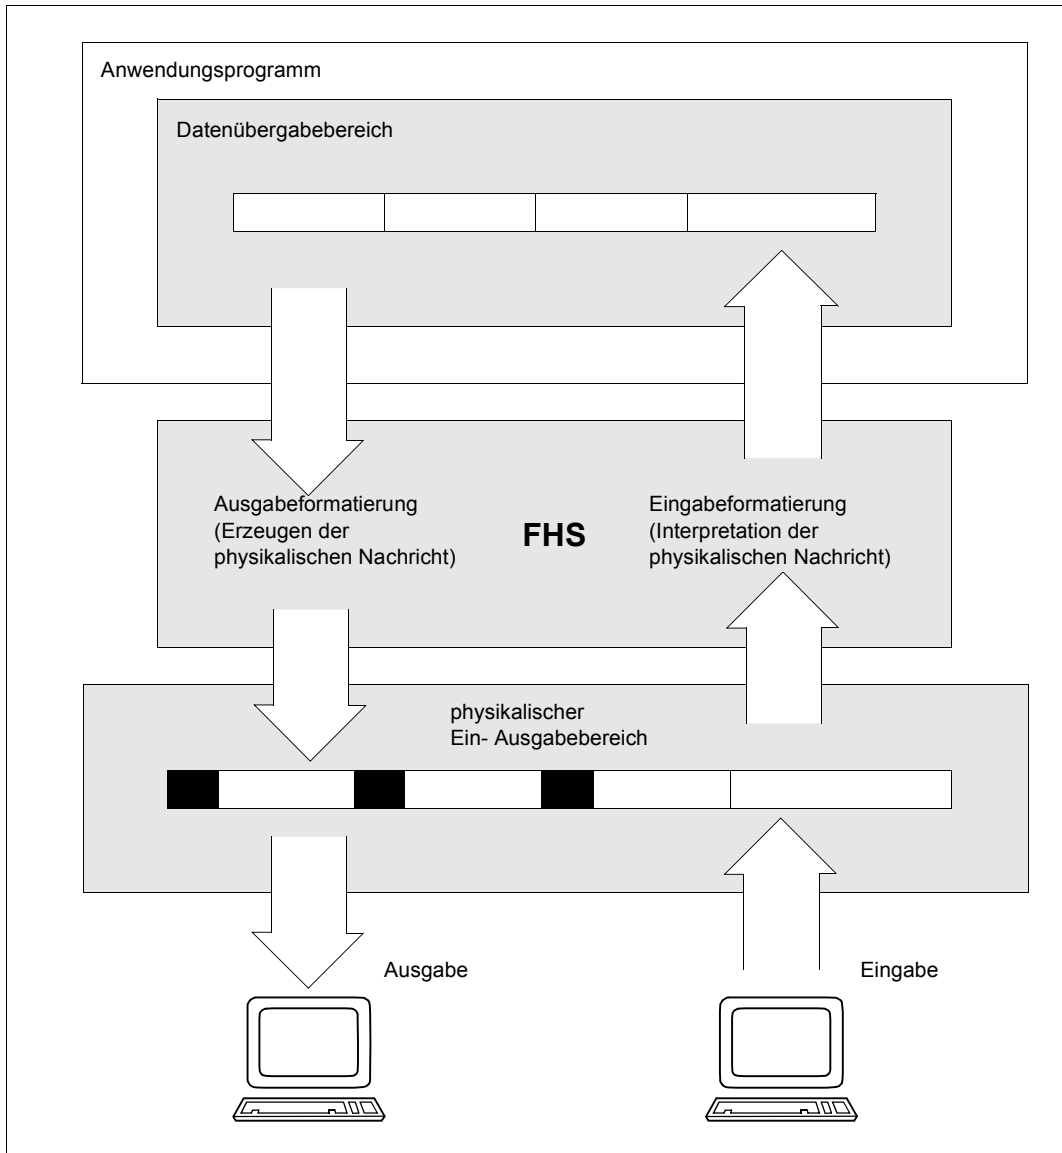 Anwendungsprogramm
Datenübergabebereich
Ausgabeformatierung
(Erzeugen der
physikalischen Nachricht)
FHS
Eingabeformatierung
(Interpretation der
physikalischen Nachricht)
physikalischer
Ein- Ausgabebereich
Ausgabe
Eingabe